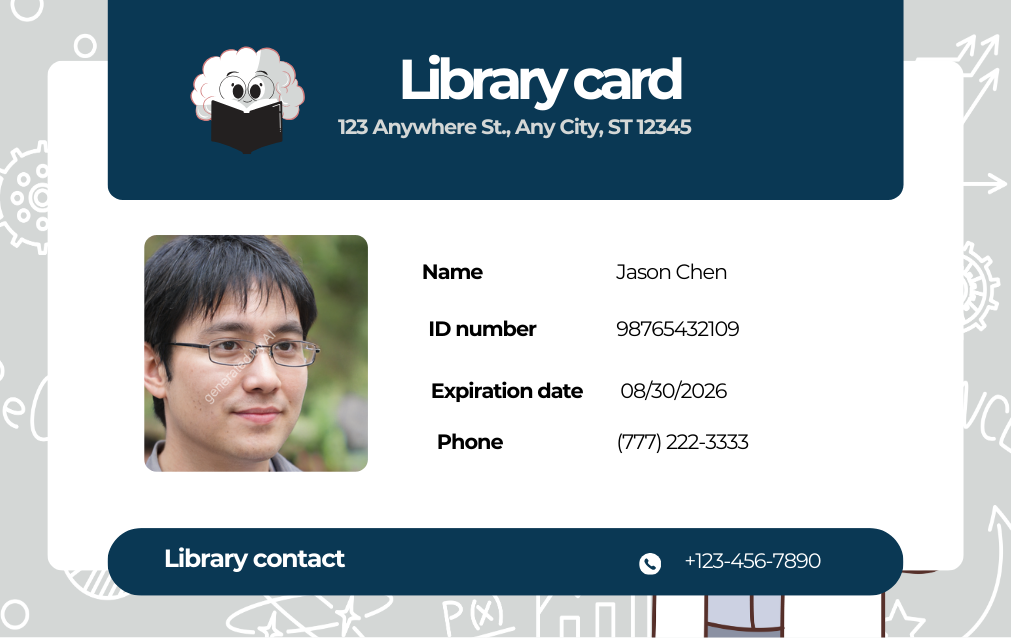 Library card
123 Anywhere St., Any City, ST 12345
Name Jason Chen
ID number 98765432109
Expiration date 08/30/2026
Phone (777) 222-3333
Library contact +123-456-7890
P(x)